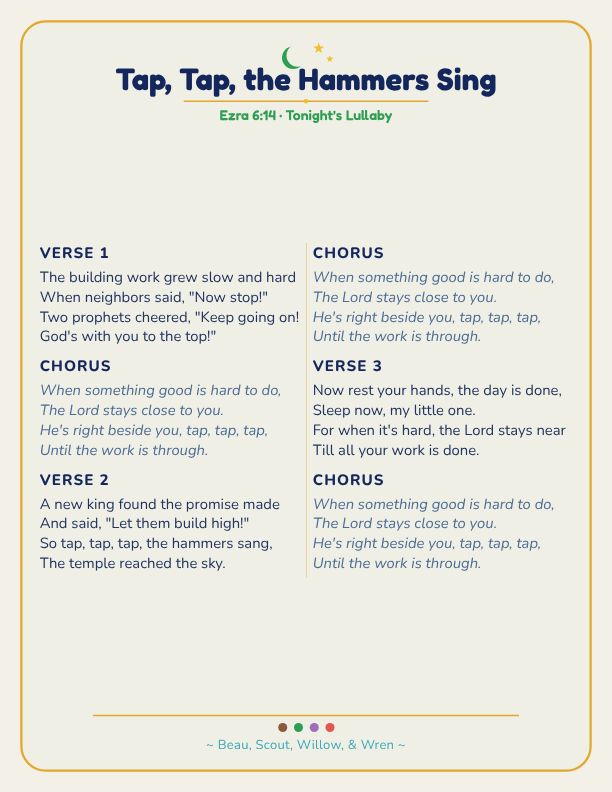 Tap, Tap, the Hammers Sing
Ezra 6:14 · Tonight's Lullaby
VERSE 1
The building work grew slow and hard
When neighbors said, "Now stop!"
Two prophets cheered, "Keep going on!
God's with you to the top!"
CHORUS
When something good is hard to do,
The Lord stays close to you.
He's right beside you, tap, tap, tap,
Until the work is through.
VERSE 2
A new king found the promise made
And said, "Let them build high!"
So tap, tap, tap, the hammers sang,
The temple reached the sky.
CHORUS
When something good is hard to do,
The Lord stays close to you.
He's right beside you, tap, tap, tap,
Until the work is through.
VERSE 3
Now rest your hands, the day is done,
Sleep now, my little one.
For when it's hard, the Lord stays near
Till all your work is done.
CHORUS
When something good is hard to do,
The Lord stays close to you.
He's right beside you, tap, tap, tap,
Until the work is through.
~ Beau, Scout, Willow, & Wren ~